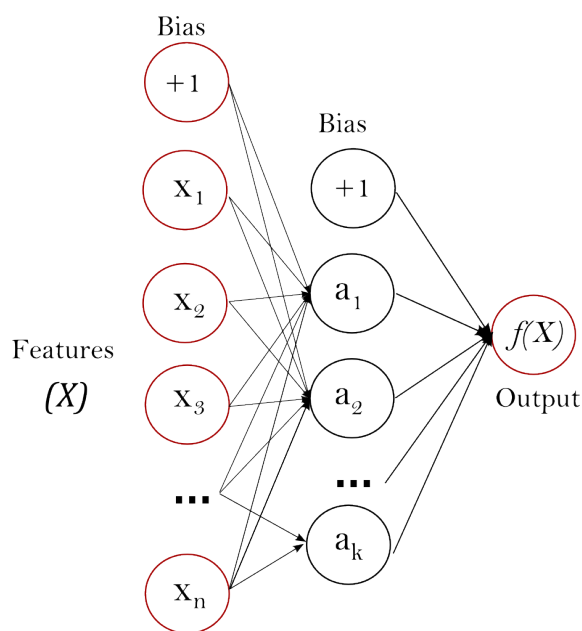 Bias
+1
x₁
x₂
x₃
...
xₙ
Features
(X)
Bias
+1
a₁
a₂
...
aₖ
f(X)
Output